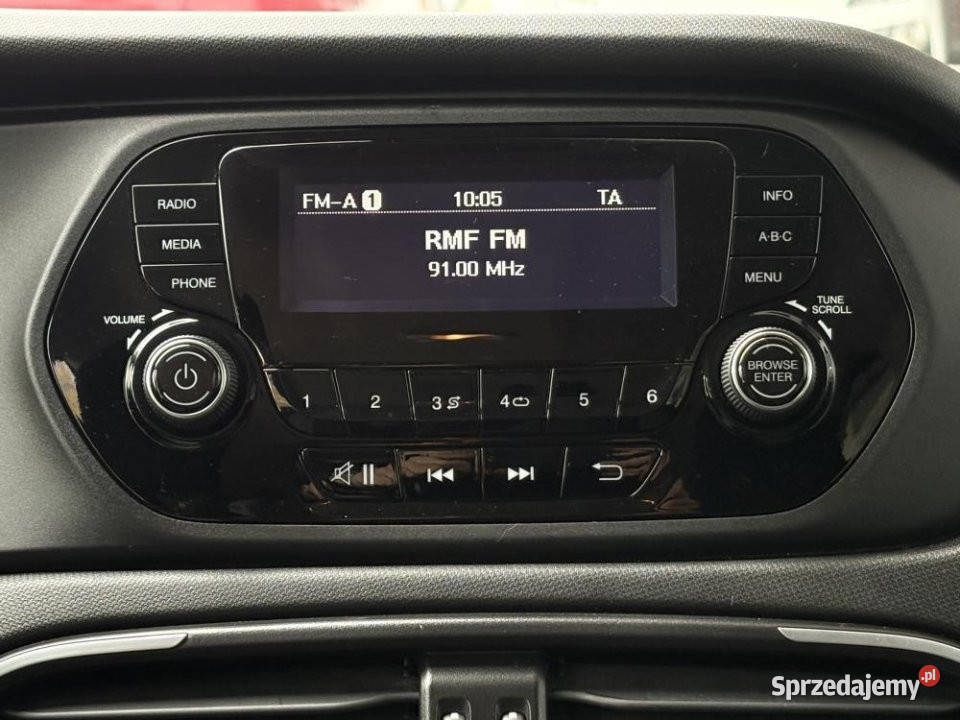 FM-A 1 10:05 TA
RMF FM
91.00 MHz
RADIO
MEDIA
PHONE
INFO
A·B·C
MENU
VOLUME
TUNE
SCROLL
BROWSE
ENTER
1 2 3 4 5 6
Sprzedajemy.pl